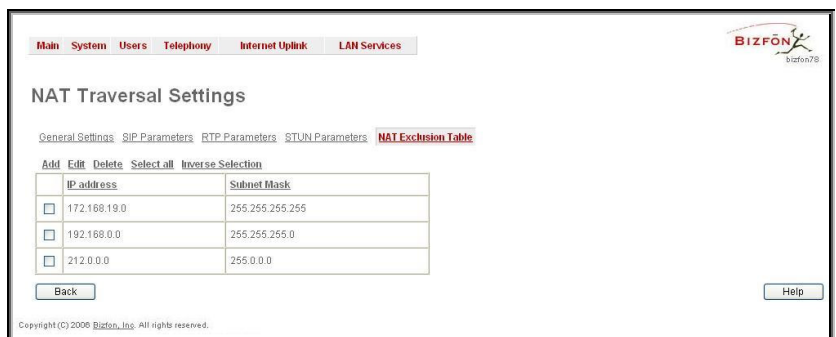 Main System Users Telephony Internet Uplink LAN Services
BIZFŌN
bizfon78
NAT Traversal Settings
General Settings SIP Parameters RTP Parameters STUN Parameters NAT Exclusion Table
Add Edit Delete Select all Inverse Selection
IP address Subnet Mask
172.168.19.0 255.255.255.255
192.168.0.0 255.255.255.0
212.0.0.0 255.0.0.0
Back Help
Copyright (C) 2006 Bizfon, Inc. All rights reserved.